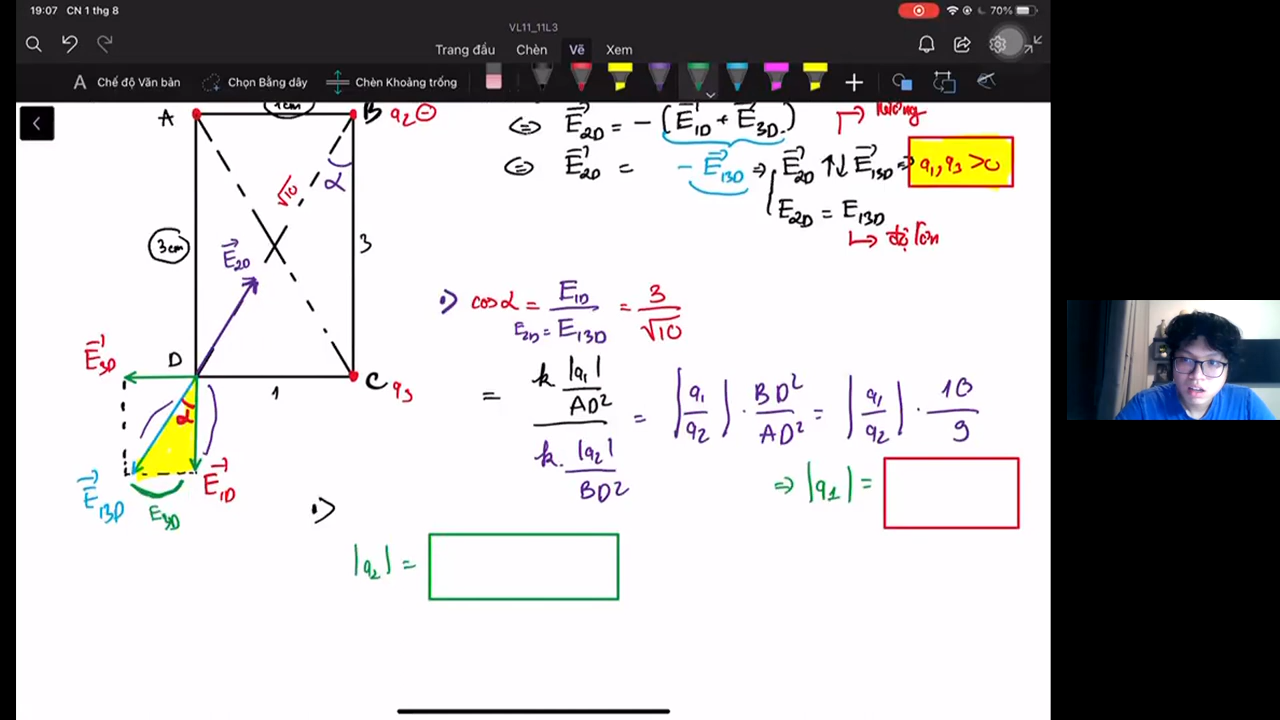 19:07 CN 1 thg 8
70%
VL11_11L3
Trang đầu Chèn Vẽ Xem
Chế độ Văn bản Chọn Bằng dây Chèn Khoảng trống
A 1cm B q₂ ⊖
⇔ E⃗₂D = - (E⃗₁D + E⃗₃D) hướng
⇔ E⃗₂D = - E⃗₁₃D ⇒ E⃗₂D ↑↓ E⃗₁₃D ⇒ q₁, q₃ > 0
E₂D = E₁₃D
↳ độ lớn
α
√10
3cm
3
E⃗₂D
•) cosα = E₁D / E₁₃D = 3/√10
E₂D =
E⃗₃D
D
1
C q₃
α
= (k.|q₁|/AD²) / (k.|q₂|/BD²) = |q₁/q₂| . BD²/AD² = |q₁/q₂| . 10/9
E⃗₁₃D
E₃D
E⃗₁D
⇒ |q₁| =
•)
|q₂| =